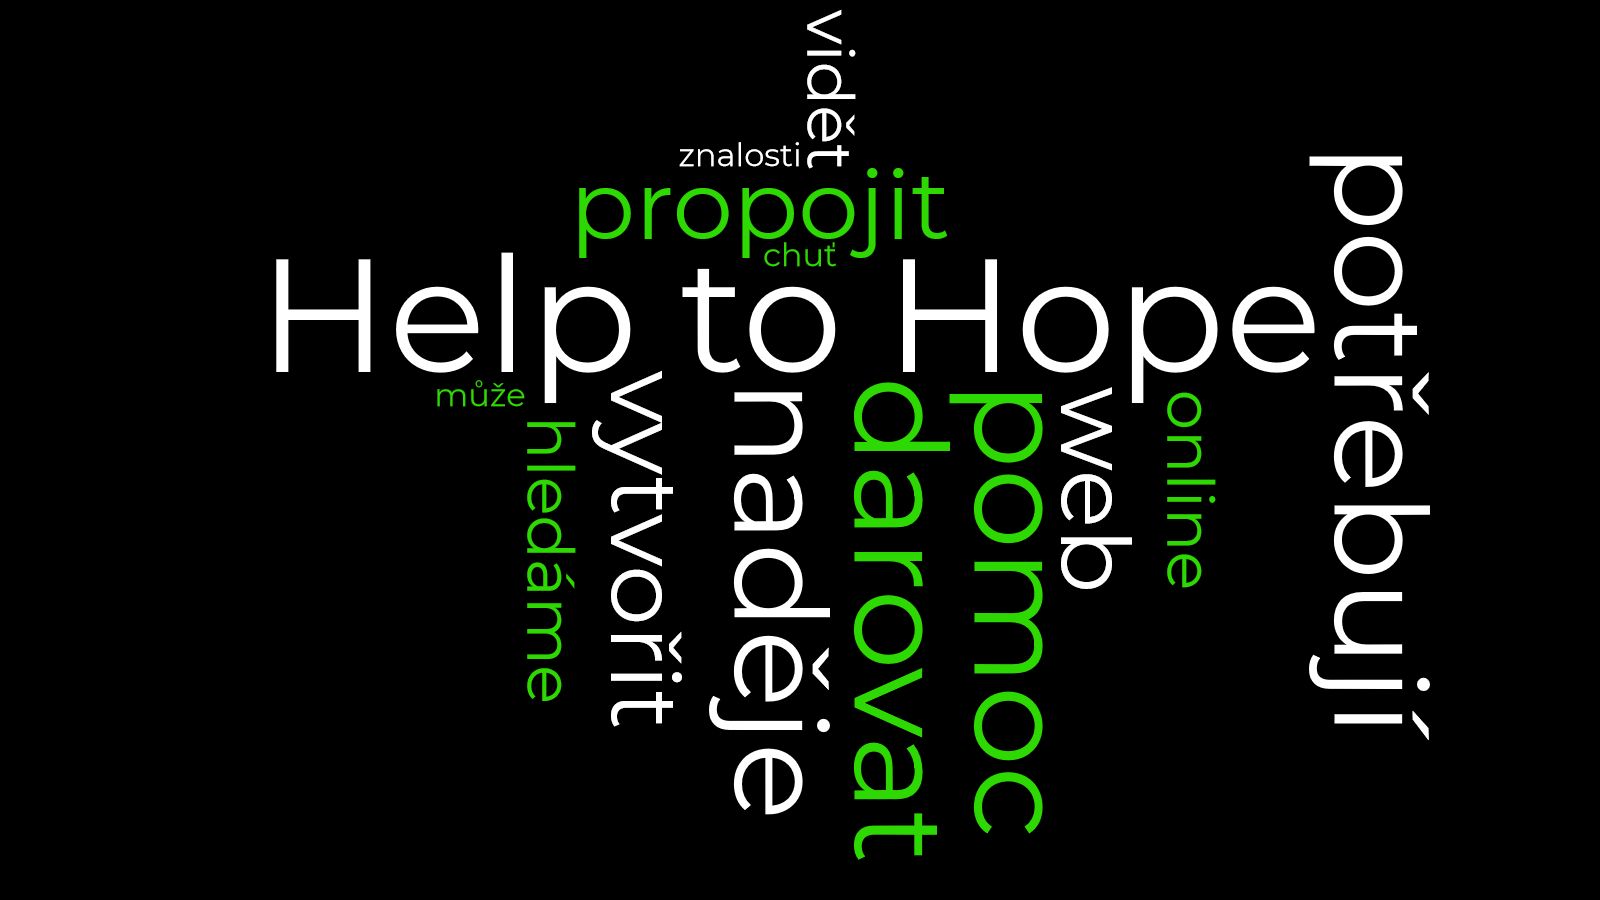 vidět
znalosti
propojit
chuť
Help to Hope
potřebují
může
hledáme
vytvořit
naděje
darovat
pomoc
web
online